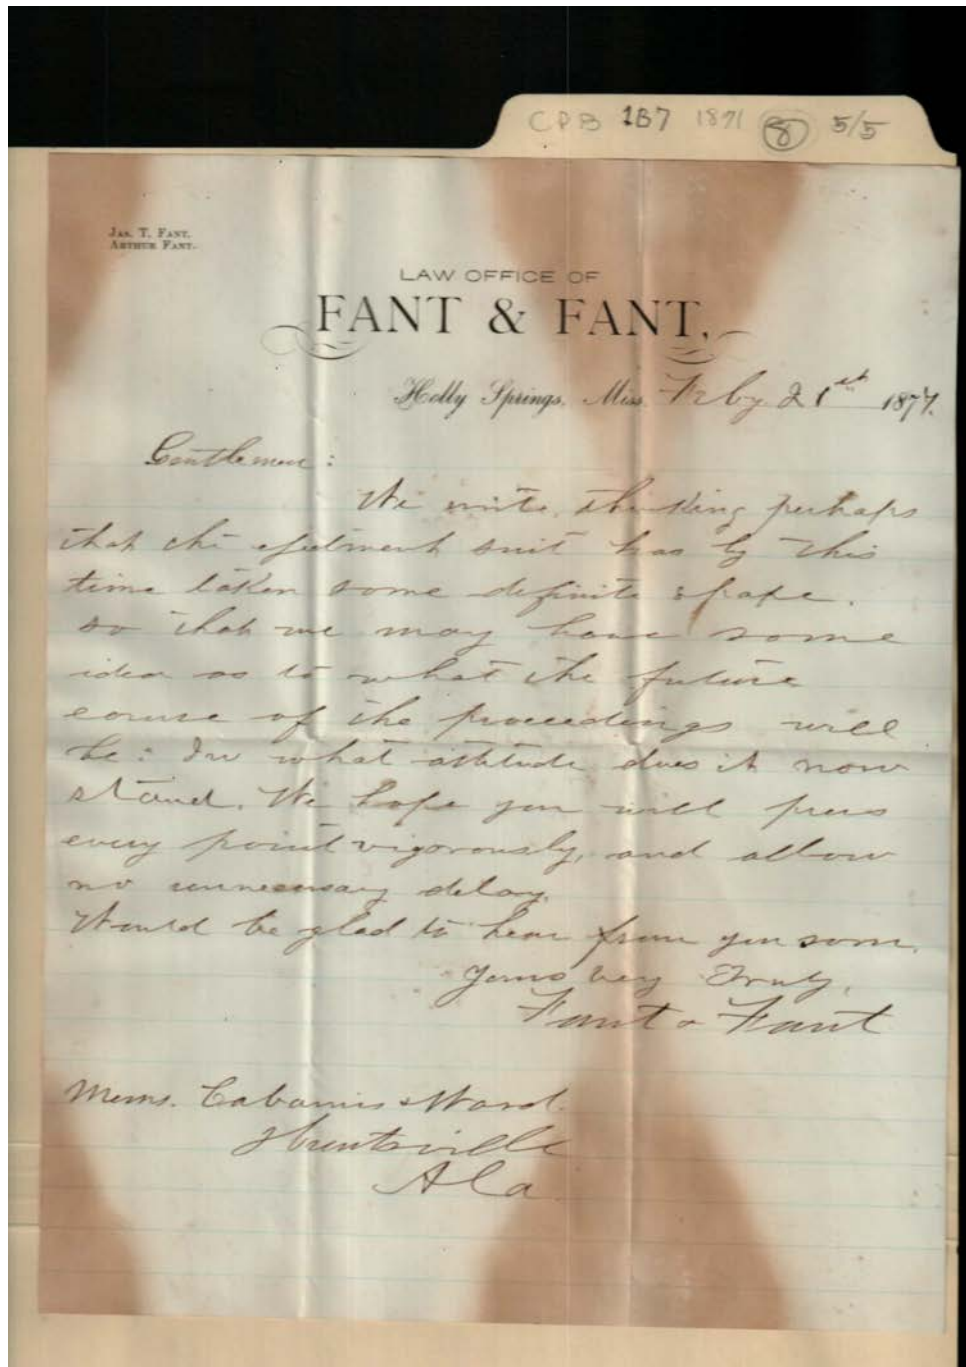 CPB 1B7 1871 8 5/5
JAS. T. FANT.
ARTHUR FANT.
LAW OFFICE OF
FANT & FANT,
Holly Springs, Miss. Feby. 21st 1877.
Gentlemen:
We write, thinking perhaps
that the ejectment suit has by this
time taken some definite shape.
so that we may have some
idea as to what the future
course of the proceedings will
be: In what attitude does it now
stand. We hope you will press
every point vigorously, and allow
no unnecessary delay.
Would be glad to hear from you soon.
Yours very Truly,
Fant & Fant
Messrs. Cabaniss & Ward.
Huntsville
Ala